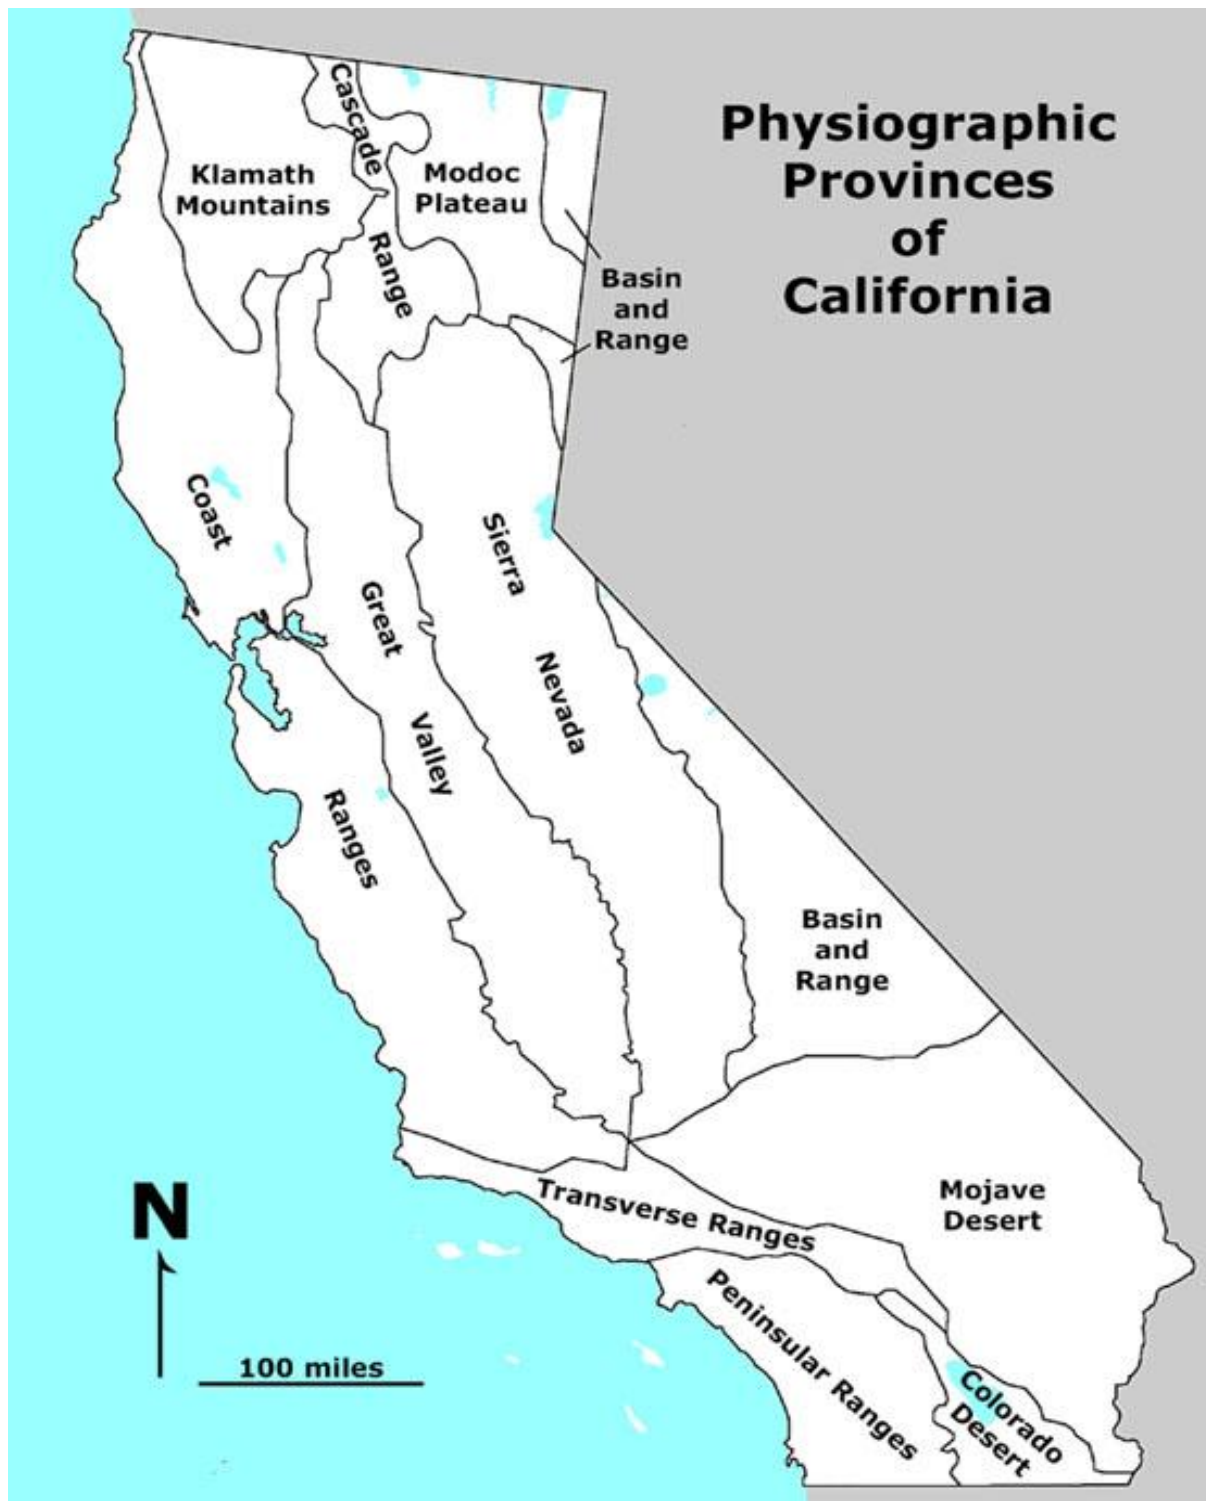 Physiographic
Provinces
of
California
Cascade
Range
Klamath
Mountains
Modoc
Plateau
Basin
and
Range
Coast
Ranges
Great
Valley
Sierra
Nevada
Basin
and
Range
Mojave
Desert
Transverse Ranges
Peninsular Ranges
Colorado
Desert
N
100 miles